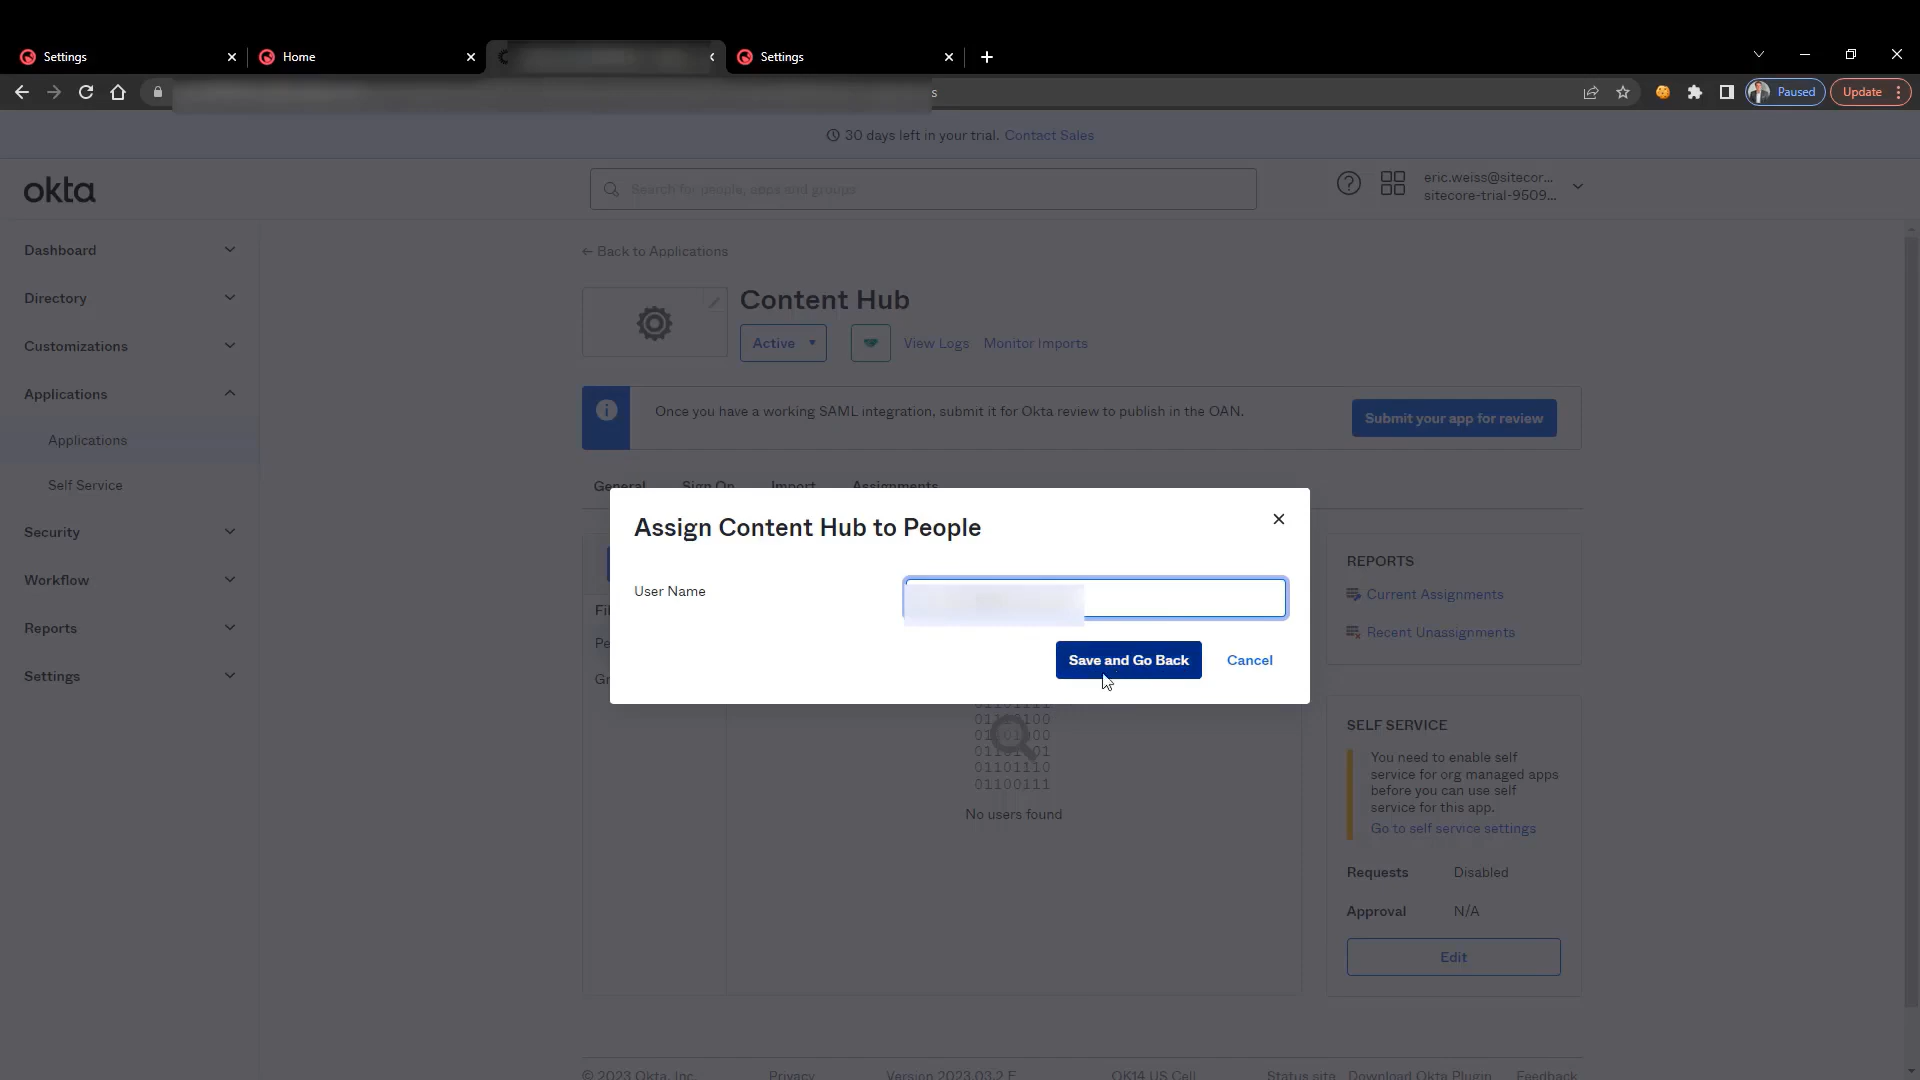 Settings
Home
Settings
s
Paused
Update
30 days left in your trial. Contact Sales
okta
Search for people, apps and groups
eric.weiss@sitecor...
sitecore-trial-9509...
Dashboard
Directory
Customizations
Applications
Applications
Self Service
Security
Workflow
Reports
Settings
← Back to Applications
Content Hub
Active
View Logs
Monitor Imports
Once you have a working SAML integration, submit it for Okta review to publish in the OAN.
Submit your app for review
General Sign On Import Assignments
Assign Content Hub to People
User Name
Save and Go Back
Cancel
Fil
Pe
Gr
01101111
01110100
01101000
01101001
01101110
01100111
No users found
REPORTS
Current Assignments
Recent Unassignments
SELF SERVICE
You need to enable self
service for org managed apps
before you can use self
service for this app.
Go to self service settings
Requests Disabled
Approval N/A
Edit
© 2023 Okta, Inc. Privacy Version 2023.03.2 E OK14 US Cell Status site Download Okta Plugin Feedback